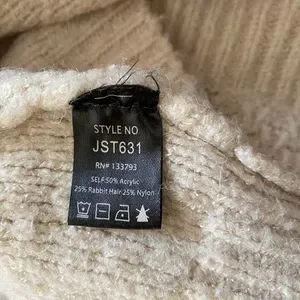 STYLE NO
JST631
RN# 133793
SELF 50% Acrylic
25% Rabbit Hair 25% Nylon